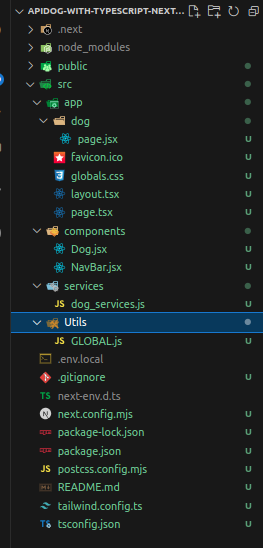 APIDOG-WITH-TYPESCRIPT-NEXT...
.next
node_modules
public U
src
app
dog
page.jsx U
favicon.ico U
globals.css U
layout.tsx U
page.tsx U
components
Dog.jsx U
NavBar.jsx U
services
JS dog_services.js U
Utils
JS GLOBAL.js U
.env.local
.gitignore U
TS next-env.d.ts
next.config.mjs U
package-lock.json U
package.json U
postcss.config.mjs U
README.md U
tailwind.config.ts U
TS tsconfig.json U